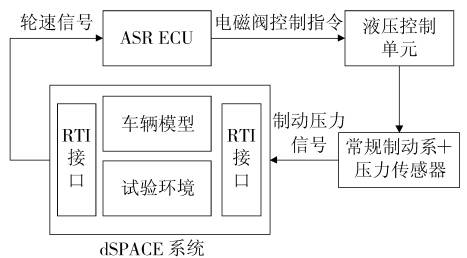 轮速信号
ASR ECU
电磁阀控制指令
液压控制
单元
RTI
接
口
车辆模型
试验环境
RTI
接
口
制动压力
信号
常规制动系+
压力传感器
dSPACE 系统